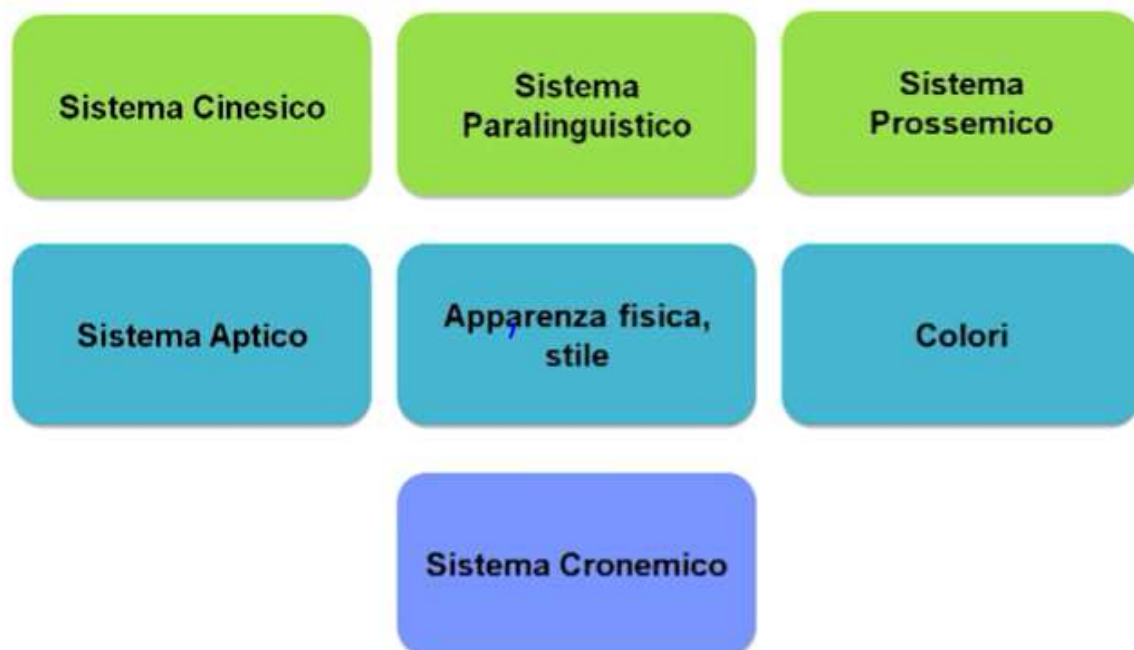 Sistema Cinesico
Sistema
Paralinguistico
Sistema
Prossemico
Sistema Aptico
Apparenza fisica,
stile
Colori
Sistema Cronemico